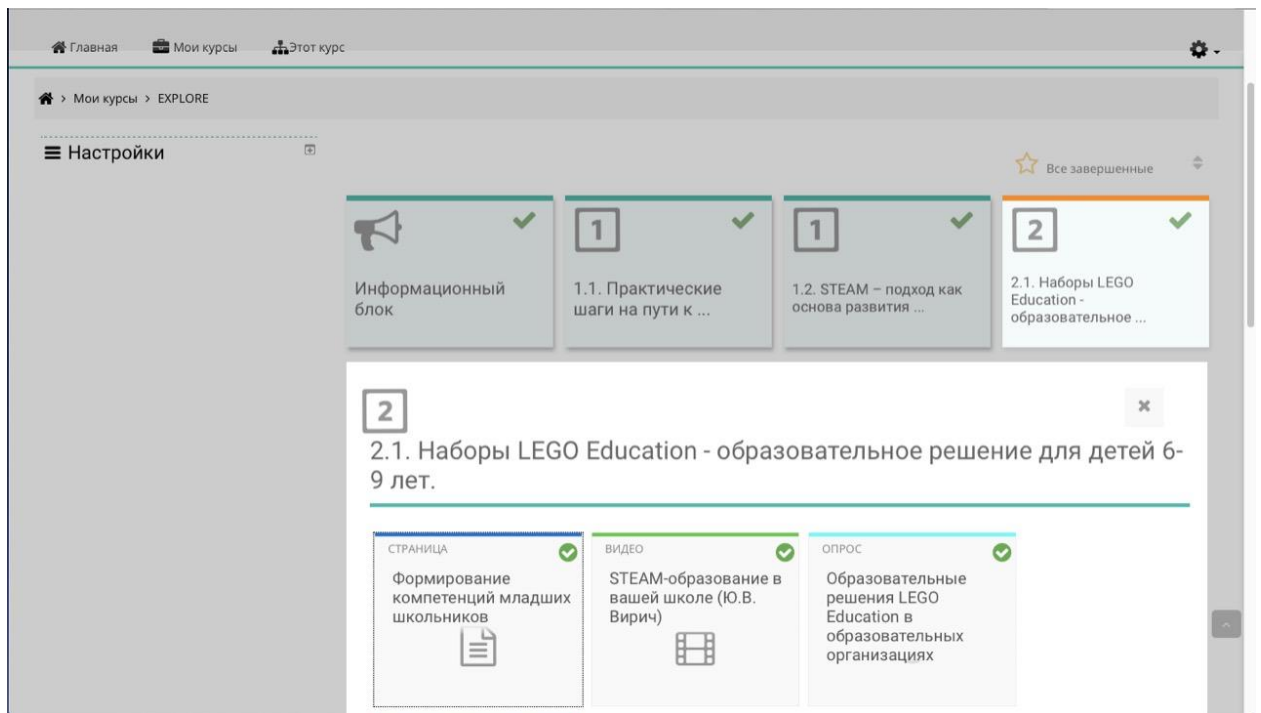 Главная Мои курсы Этот курс
> Мои курсы > EXPLORE
Настройки
Все завершенные
Информационный
блок
1
1.1. Практические
шаги на пути к ...
1
1.2. STEAM – подход как
основа развития ...
2
2.1. Наборы LEGO
Education -
образовательное ...
2
2.1. Наборы LEGO Education - образовательное решение для детей 6-
9 лет.
СТРАНИЦА
Формирование
компетенций младших
школьников
ВИДЕО
STEAM-образование в
вашей школе (Ю.В.
Вирич)
ОПРОС
Образовательные
решения LEGO
Education в
образовательных
организациях